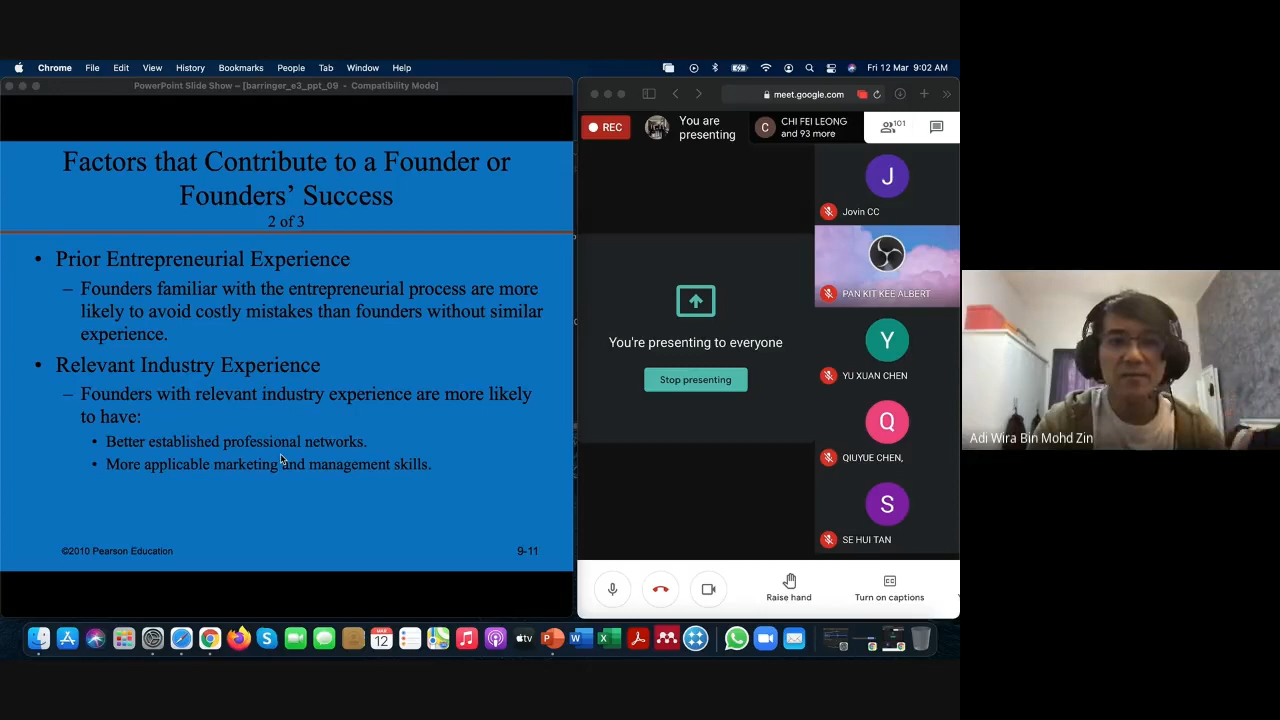 Chrome File Edit View History Bookmarks People Tab Window Help
Fri 12 Mar 9:02 AM
PowerPoint Slide Show – [barringer_e3_ppt_09 - Compatibility Mode]
Factors that Contribute to a Founder or
Founders’ Success
2 of 3
• Prior Entrepreneurial Experience
– Founders familiar with the entrepreneurial process are more
likely to avoid costly mistakes than founders without similar
experience.
• Relevant Industry Experience
– Founders with relevant industry experience are more likely
to have:
• Better established professional networks.
• More applicable marketing and management skills.
©2010 Pearson Education
9-11
meet.google.com
REC
You are
presenting
C
CHI FEI LEONG
and 93 more
101
You're presenting to everyone
Stop presenting
J
Jovin CC
PAN KIT KEE ALBERT
Y
YU XUAN CHEN
Q
QIUYUE CHEN,
S
SE HUI TAN
Raise hand
Turn on captions
Adi Wira Bin Mohd Zin
MAR
12
tv